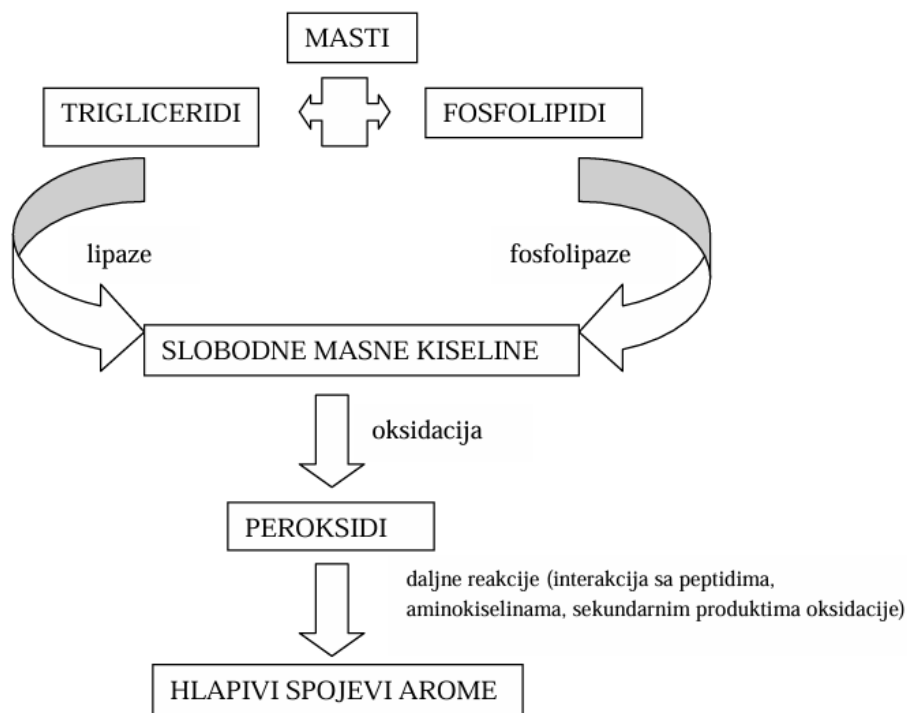 MASTI
TRIGLICERIDI
FOSFOLIPIDI
lipaze
fosfolipaze
SLOBODNE MASNE KISELINE
oksidacija
PEROKSIDI
daljne reakcije (interakcija sa peptidima,
aminokiselinama, sekundarnim produktima oksidacije)
HLAPIVI SPOJEVI AROME